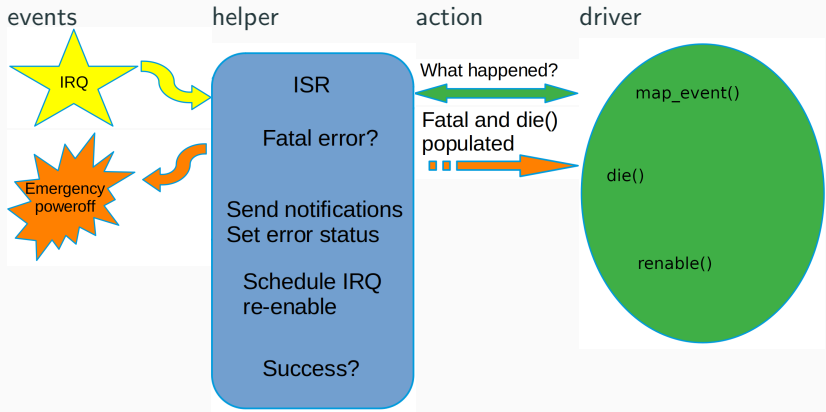 events
helper
action
driver
IRQ
ISR
What happened?
map_event()
Fatal error?
Fatal and die()
populated
Emergency
poweroff
die()
Send notifications
Set error status
renable()
Schedule IRQ
re-enable
Success?